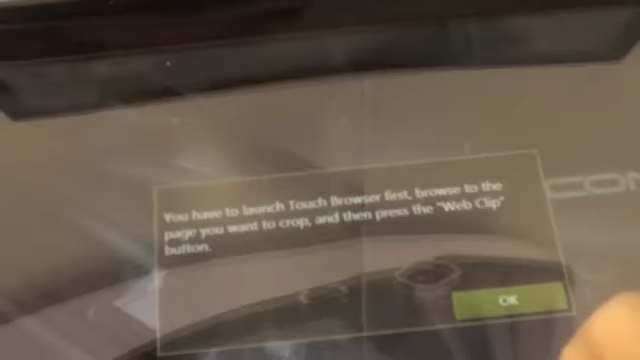 You have to launch Touch Browser first, browse to the
page you want to crop, and then press the "Web Clip"
button.
OK